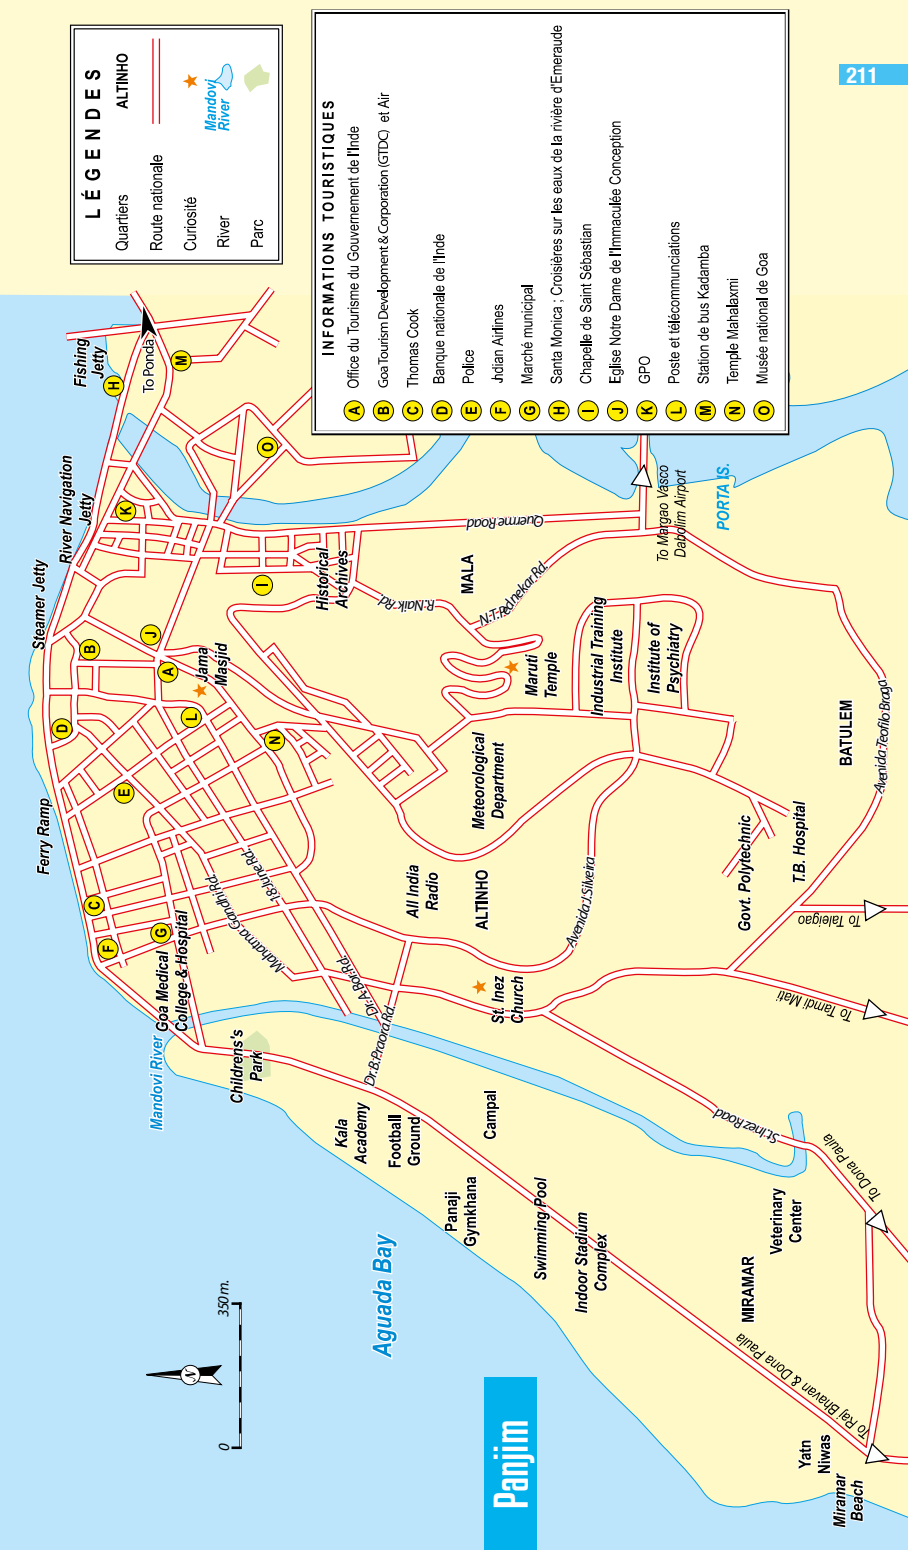 LÉGENDES
Quartiers ALTINHO
Route nationale
Curiosité
River Mandovi
River
Parc
INFORMATIONS TOURISTIQUES
A Office du Tourisme du Gouvernement de l'Inde
B Goa Tourism Development & Corporation (GTDC) et Air
C Thomas Cook
D Banque nationale de l'Inde
E Police
F Jndian Airlines
G Marché municipal
H Santa Monica ; Croisières sur les eaux de la rivière d'Emeraude
I Chapelle de Saint Sébastian
J Eglise Notre Dame de l'Immaculée Conception
K GPO
L Poste et télécommunciations
M Station de bus Kadamba
N Temple Mahalaxmi
O Musée national de Goa
211
Panjim
0 350 m.
N
Aguada Bay
Mandovi River
Fishing
Jetty
H
To Ponda
M
O
River Navigation
Jetty
K
Steamer Jetty
B
J
A
I
Jama
Masjid
L
D
N
E
Ferry Ramp
C
F
G
Goa Medical
College & Hospital
Historical
Archives
MALA
Querme Road
R. Naik Rd.
N.T. Pednekar Rd.
To Margao Vasco
Dabolim Airport
PORTA IS.
Maruti
Temple
Industrial Training
Institute
Institute of
Psychiatry
Meteorological
Department
BATULEM
Avenida Teofilo Braga
T.B. Hospital
Govt. Polytechnic
All India
Radio
ALTINHO
Avenida J. Silveira
Mahatma Gandhi Rd.
18 June Rd.
Dr. A. Bor. Rd.
Dr. B. Praora Rd.
To Taleigao
To Tamdi Mati
St. Inez
Church
Childrens's
Park
Kala
Academy
Football
Ground
Campal
Panaji
Gymkhana
Swimming Pool
Indoor Stadium
Complex
St. Inez Road
To Dona Paula
Veterinary
Center
MIRAMAR
To Raj Bhavan & Dona Paula
Yatn
Niwas
Miramar
Beach